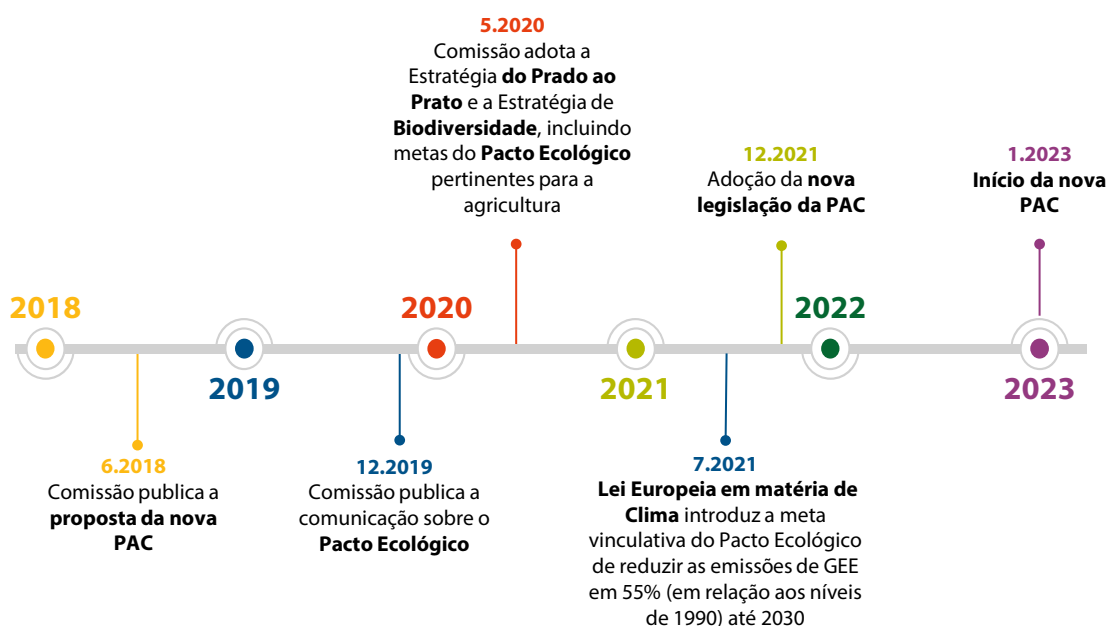 5.2020
Comissão adota a
Estratégia do Prado ao
Prato e a Estratégia de
Biodiversidade, incluindo
metas do Pacto Ecológico
pertinentes para a
agricultura
12.2021
Adoção da nova
legislação da PAC
1.2023
Início da nova
PAC
2018
2019
2020
2021
2022
2023
6.2018
Comissão publica a
proposta da nova
PAC
12.2019
Comissão publica a
comunicação sobre o
Pacto Ecológico
7.2021
Lei Europeia em matéria de
Clima introduz a meta
vinculativa do Pacto Ecológico
de reduzir as emissões de GEE
em 55% (em relação aos níveis
de 1990) até 2030